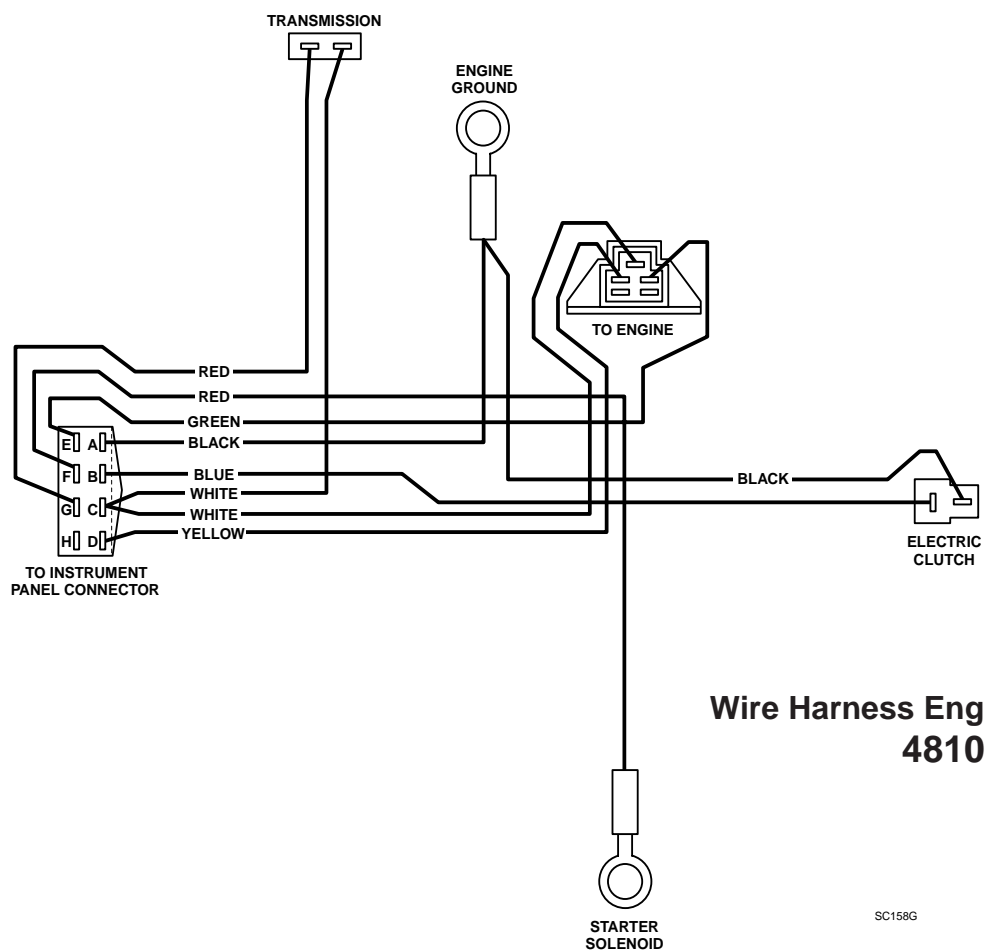 TRANSMISSION
ENGINE
GROUND
TO ENGINE
RED
RED
GREEN
BLACK
BLUE
WHITE
WHITE
YELLOW
BLACK
E A
F B
G C
H D
TO INSTRUMENT
PANEL CONNECTOR
ELECTRIC
CLUTCH
Wire Harness Eng
4810
STARTER
SOLENOID
SC158G